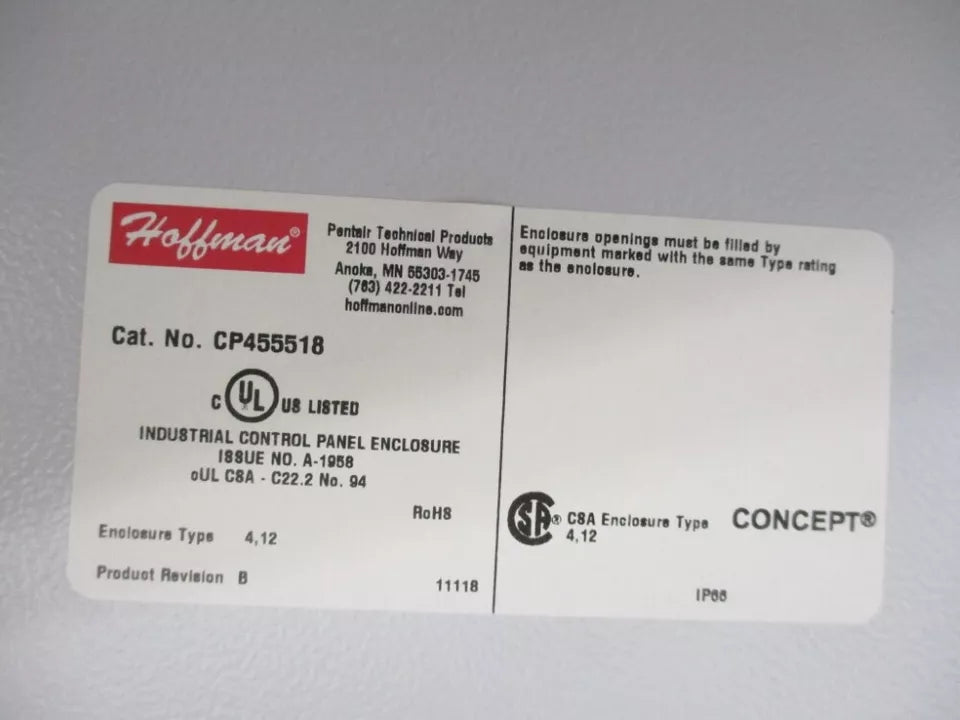 Hoffman®
Pentair Technical Products
2100 Hoffman Way
Anoka, MN 55303-1745
(763) 422-2211 Tel
hoffmanonline.com
Cat. No. CP455518
C UL US LISTED
INDUSTRIAL CONTROL PANEL ENCLOSURE
ISSUE NO. A-1958
cUL CSA - C22.2 No. 94
RoHS
Enclosure Type 4,12
Product Revision B
11118
Enclosure openings must be filled by
equipment marked with the same Type rating
as the enclosure.
SA® CSA Enclosure Type
4,12
CONCEPT®
IP66